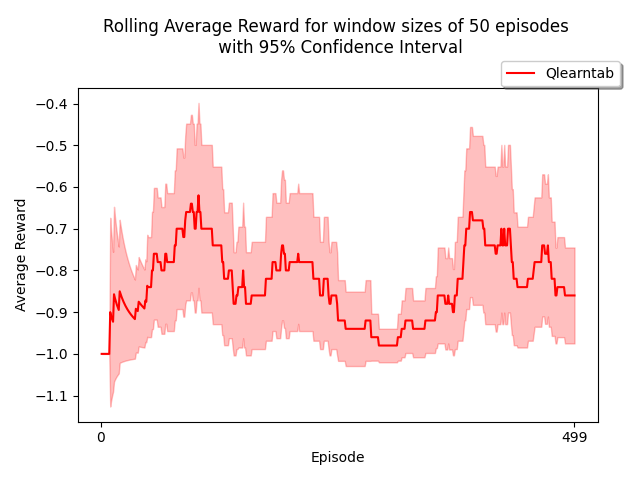 Rolling Average Reward for window sizes of 50 episodes
with 95% Confidence Interval
Qlearntab
−0.4
−0.5
−0.6
−0.7
−0.8
−0.9
−1.0
−1.1
Average Reward
0
499
Episode